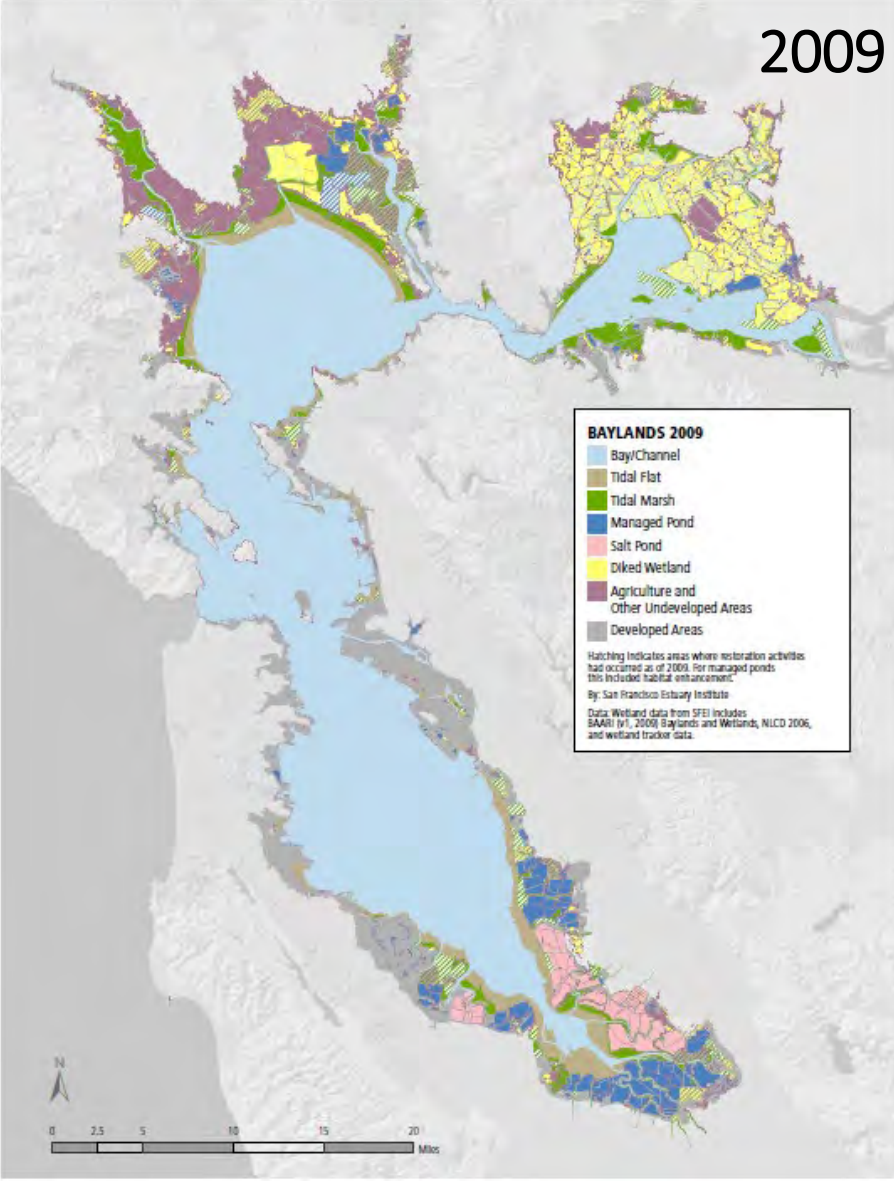 2009
BAYLANDS 2009
Bay/Channel
Tidal Flat
Tidal Marsh
Managed Pond
Salt Pond
Diked Wetland
Agriculture and
Other Undeveloped Areas
Developed Areas
Hatching indicates areas where restoration activities
had occurred as of 2009. For managed ponds
this included habitat enhancement.
By: San Francisco Estuary Institute
Data: Wetland data from SFEI includes
BAARI (v1, 2009) Baylands and Wetlands, NLCD 2006,
and wetland tracker data.
N
0 2.5 5 10 15 20
Miles